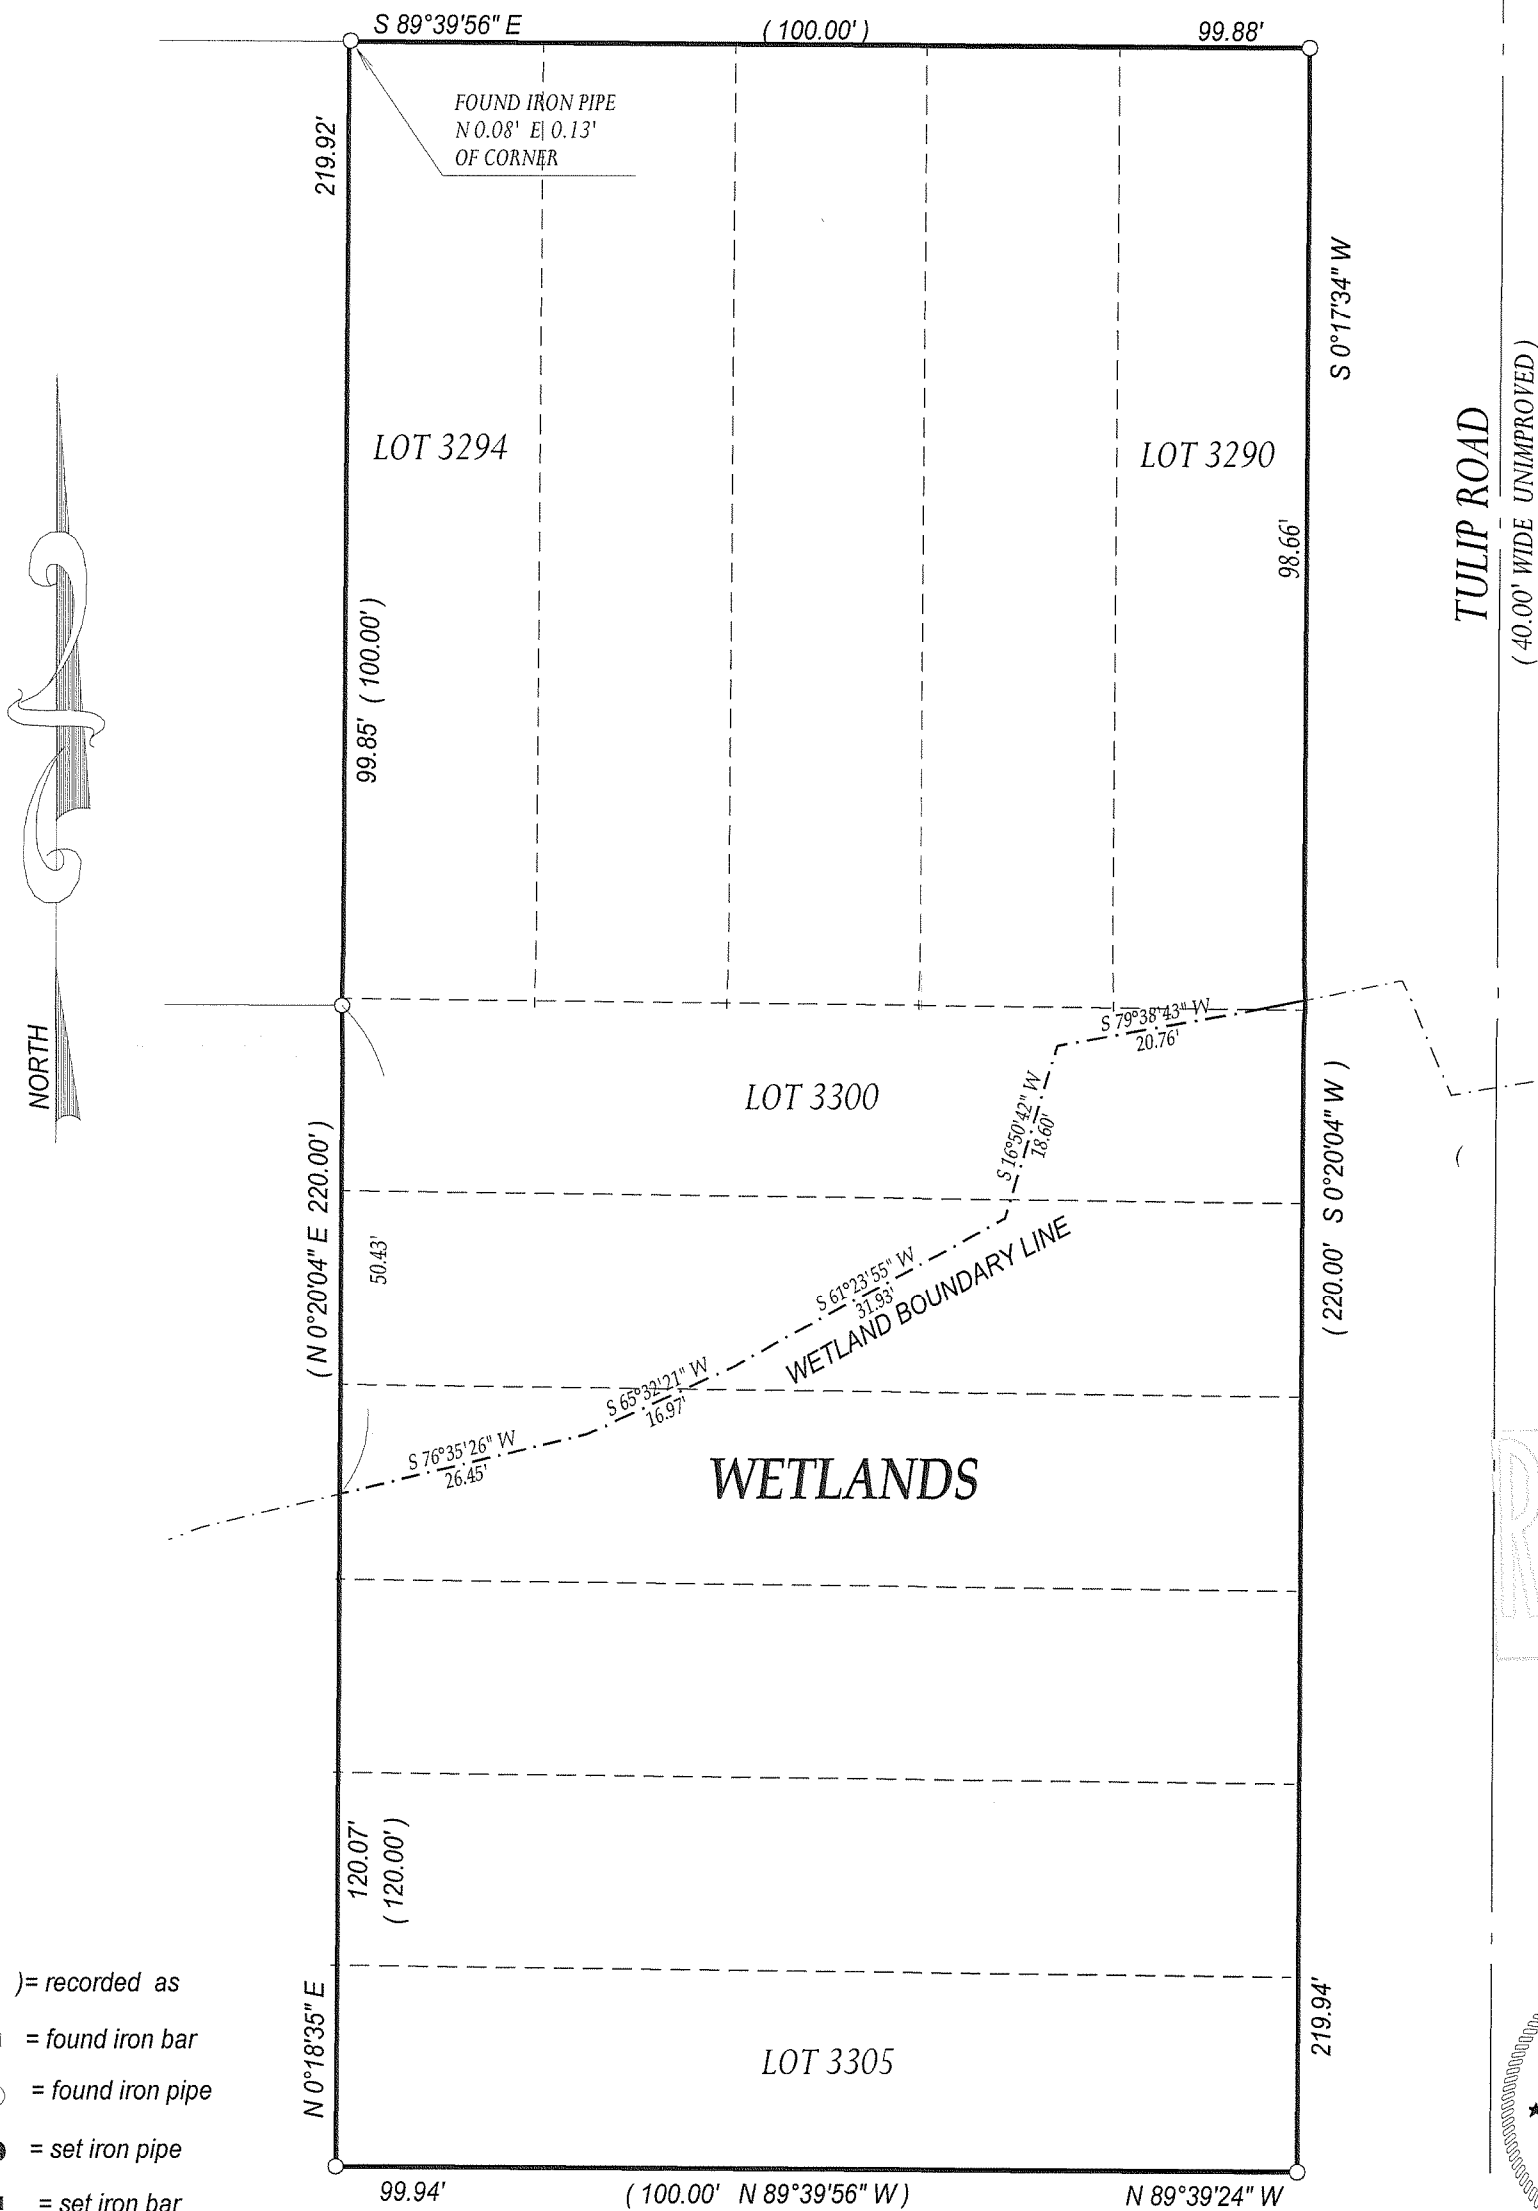 S 89°39'56" E ( 100.00' ) 99.88'
FOUND IRON PIPE
N 0.08' E 0.13'
OF CORNER
219.92'
S 0°17'34" W
LOT 3294
LOT 3290
98.66'
TULIP ROAD
( 40.00' WIDE UNIMPROVED )
99.85' ( 100.00' )
NORTH
S 79°38'43" W
20.76'
LOT 3300
S 16°50'42" W
18.60'
( N 0°20'04" E 220.00' )
( 220.00' S 0°20'04" W )
50.43'
S 61°23'55" W
31.93'
WETLAND BOUNDARY LINE
S 65°32'21" W
16.97'
S 76°35'26" W
26.45'
WETLANDS
120.07'
( 120.00' )
N 0°18'35" E
219.94'
LOT 3305
)= recorded as
= found iron bar
= found iron pipe
= set iron pipe
= set iron bar
99.94' ( 100.00' N 89°39'56" W ) N 89°39'24" W